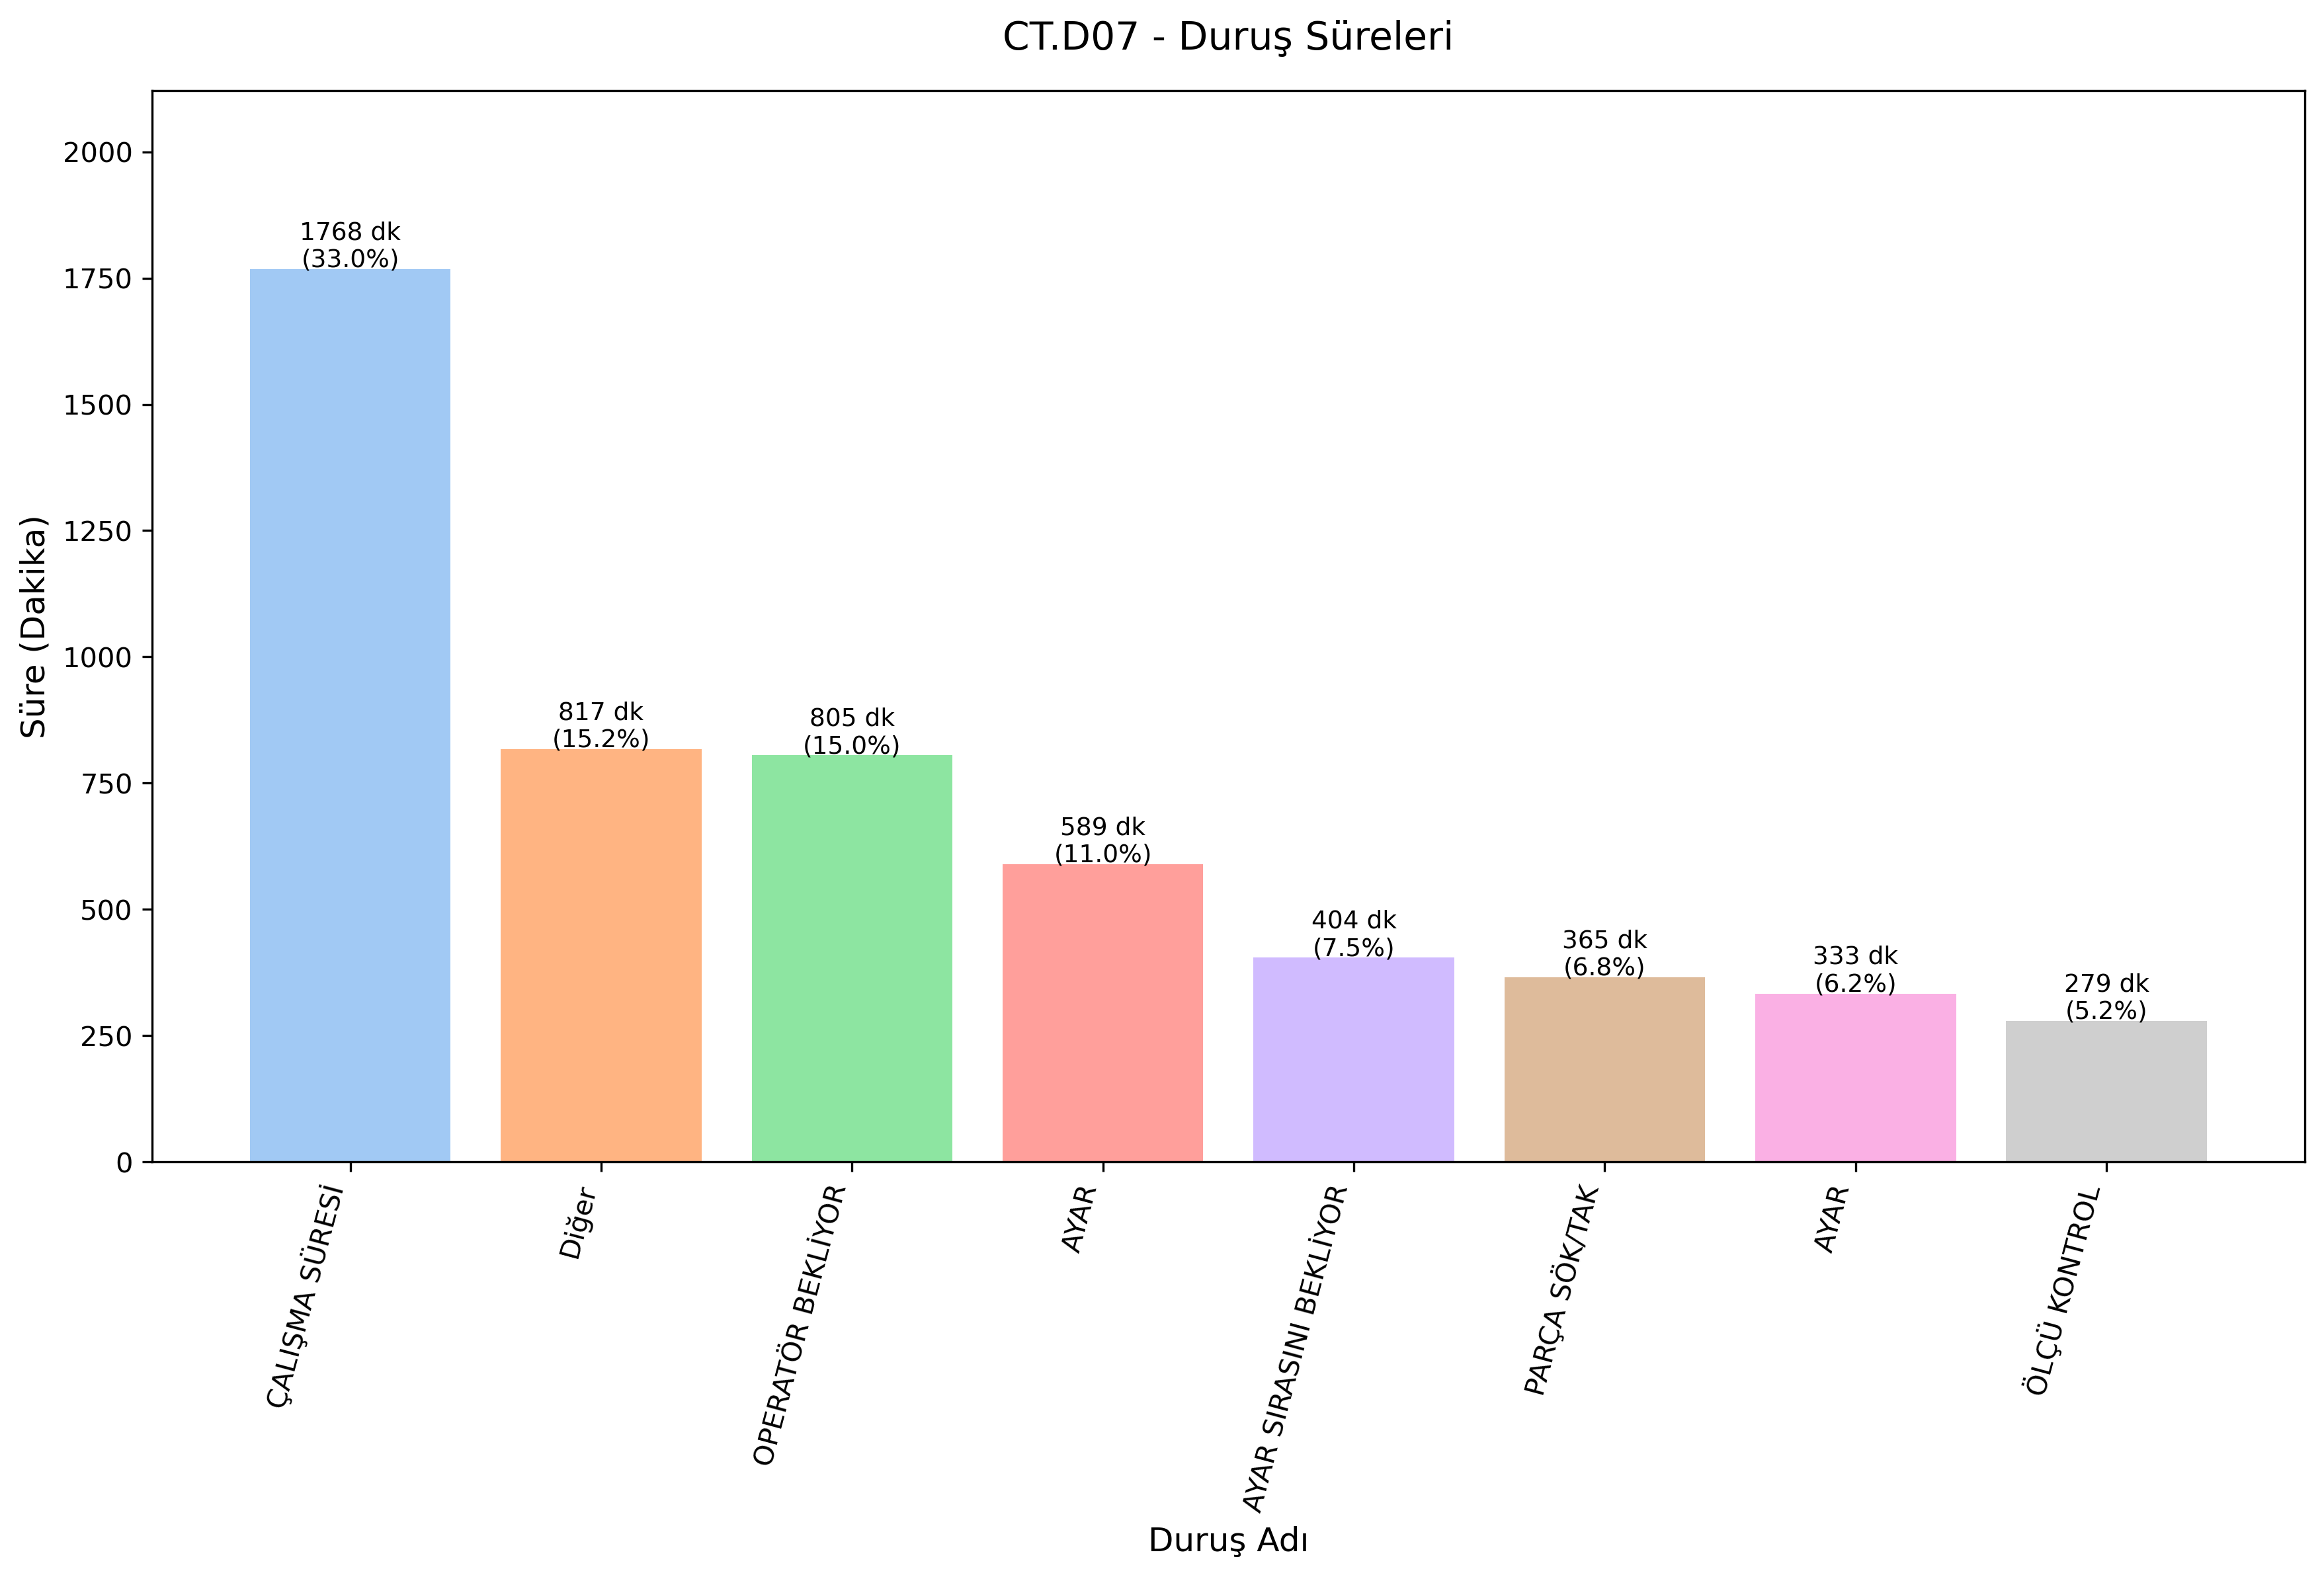 CT.D07 - Duruş Süreleri
Süre (Dakika)
2000
1750
1500
1250
1000
750
500
250
0
1768 dk
(33.0%)
817 dk
(15.2%)
805 dk
(15.0%)
589 dk
(11.0%)
404 dk
(7.5%)
365 dk
(6.8%)
333 dk
(6.2%)
279 dk
(5.2%)
ÇALIŞMA SÜRESİ
Diğer
OPERATÖR BEKLİYOR
AYAR
AYAR SIRASINI BEKLİYOR
PARÇA SÖK/TAK
AYAR
ÖLÇÜ KONTROL
Duruş Adı